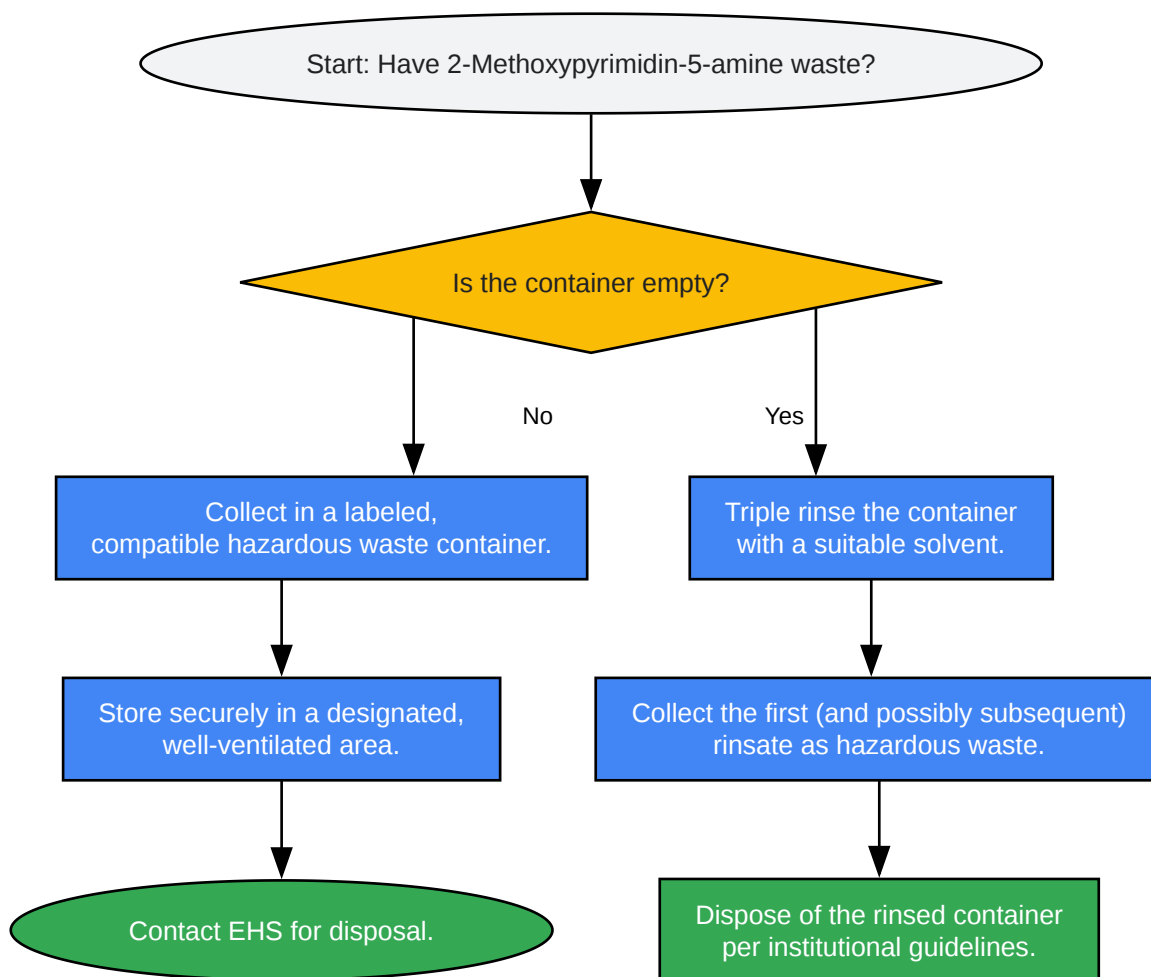 Start: Have 2-Methoxypyrimidin-5-amine waste?
Is the container empty?
No
Yes
Collect in a labeled,
compatible hazardous waste container.
Triple rinse the container
with a suitable solvent.
Store securely in a designated,
well-ventilated area.
Collect the first (and possibly subsequent)
rinsate as hazardous waste.
Contact EHS for disposal.
Dispose of the rinsed container
per institutional guidelines.